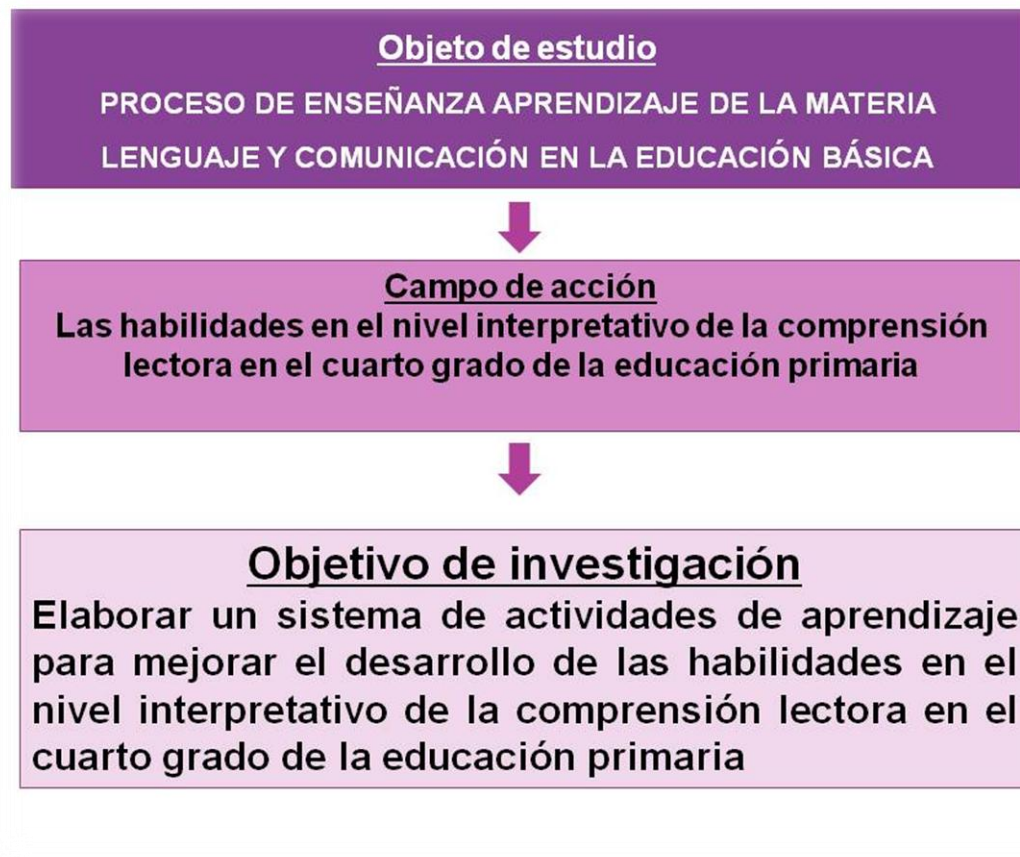 Objeto de estudio
PROCESO DE ENSEÑANZA APRENDIZAJE DE LA MATERIA
LENGUAJE Y COMUNICACIÓN EN LA EDUCACIÓN BÁSICA
Campo de acción
Las habilidades en el nivel interpretativo de la comprensión
lectora en el cuarto grado de la educación primaria
Objetivo de investigación
Elaborar un sistema de actividades de aprendizaje
para mejorar el desarrollo de las habilidades en el
nivel interpretativo de la comprensión lectora en el
cuarto grado de la educación primaria